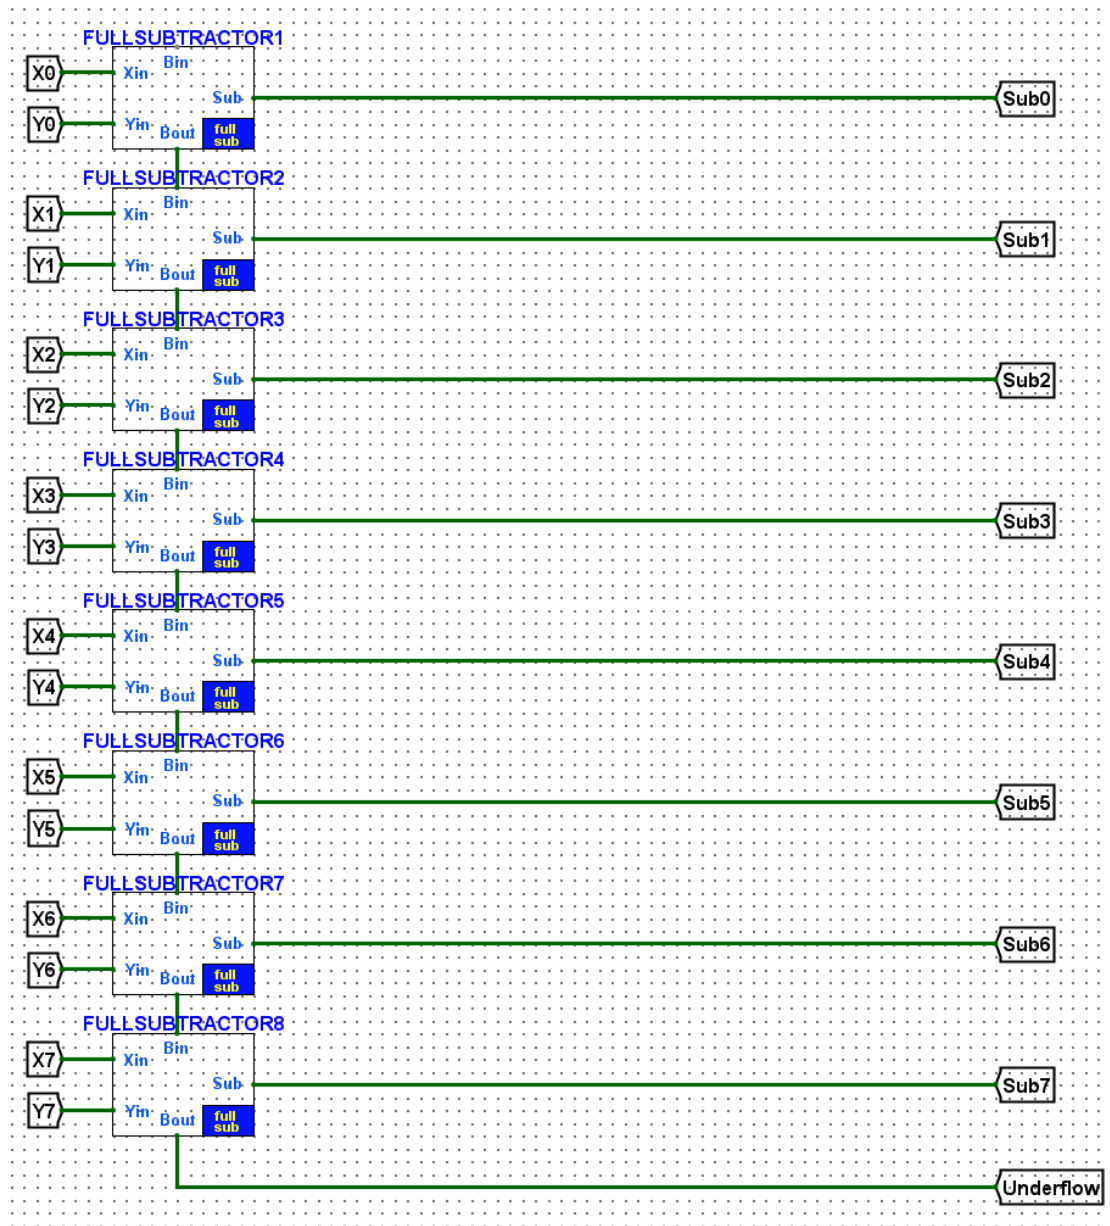 FULLSUBTRACTOR1
Bin
X0 Xin
Sub Sub0
Y0 Yin Bout full
sub
FULLSUBTRACTOR2
Bin
X1 Xin
Sub Sub1
Y1 Yin Bout full
sub
FULLSUBTRACTOR3
Bin
X2 Xin
Sub Sub2
Y2 Yin Bout full
sub
FULLSUBTRACTOR4
Bin
X3 Xin
Sub Sub3
Y3 Yin Bout full
sub
FULLSUBTRACTOR5
Bin
X4 Xin
Sub Sub4
Y4 Yin Bout full
sub
FULLSUBTRACTOR6
Bin
X5 Xin
Sub Sub5
Y5 Yin Bout full
sub
FULLSUBTRACTOR7
Bin
X6 Xin
Sub Sub6
Y6 Yin Bout full
sub
FULLSUBTRACTOR8
Bin
X7 Xin
Sub Sub7
Y7 Yin Bout full
sub
Underflow